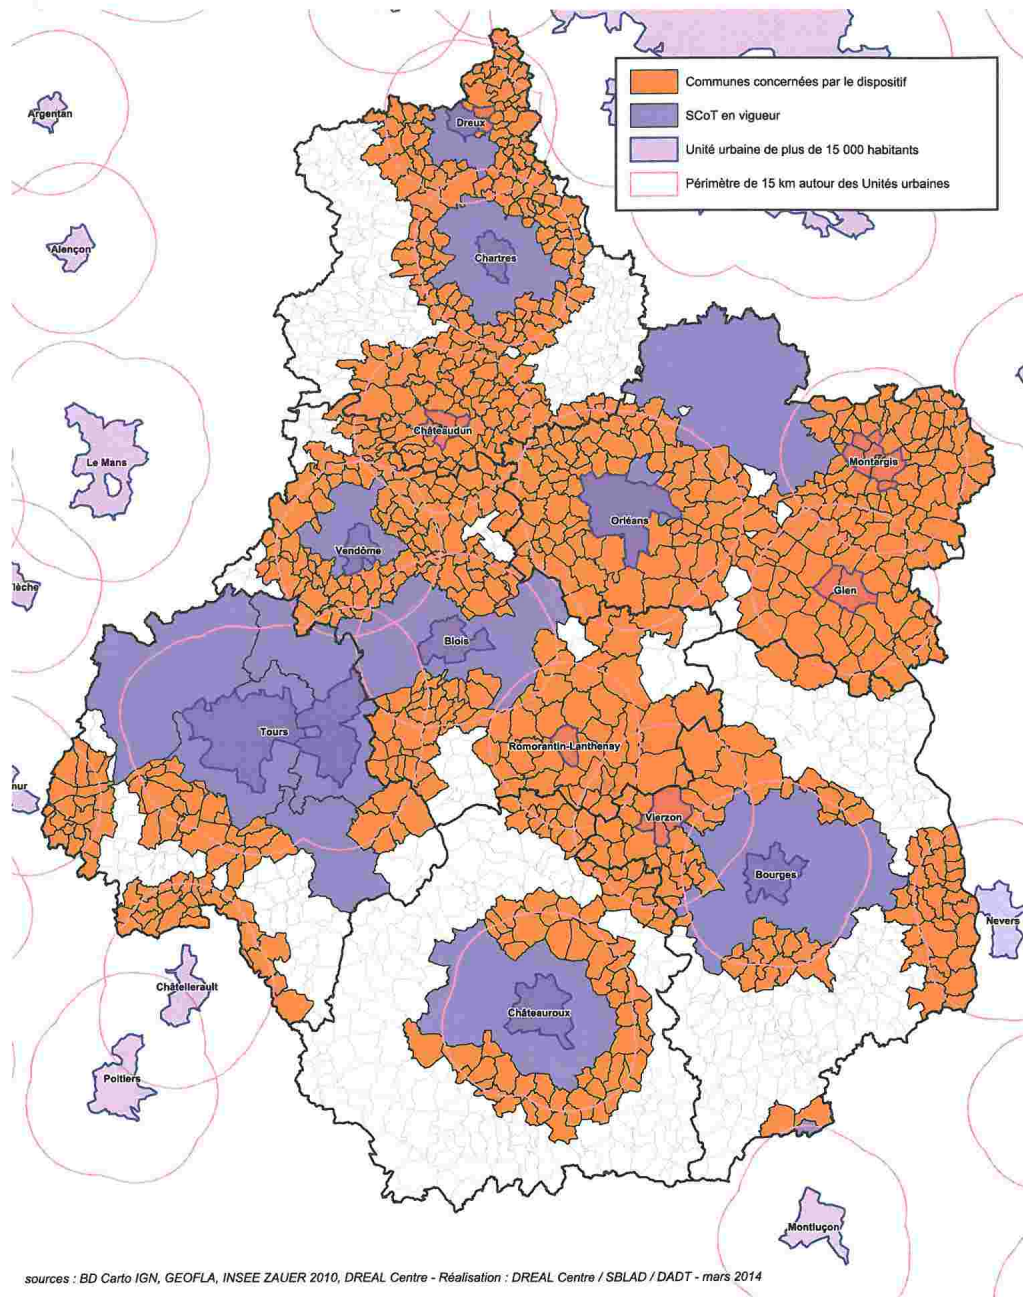 Argentan
Dreux
Communes concernées par le dispositif
SCoT en vigueur
Unité urbaine de plus de 15 000 habitants
Périmètre de 15 km autour des Unités urbaines
Alençon
Chartres
Châteaudun
Le Mans
Montargis
Orléans
Vendôme
lèche
Gien
Blois
Tours
Romorantin-Lanthenay
mur
Vierzon
Bourges
Nevers
Châtellerault
Châteauroux
Poitiers
Montluçon
sources : BD Carto IGN, GEOFLA, INSEE ZAUER 2010, DREAL Centre - Réalisation : DREAL Centre / SBLAD / DADT - mars 2014